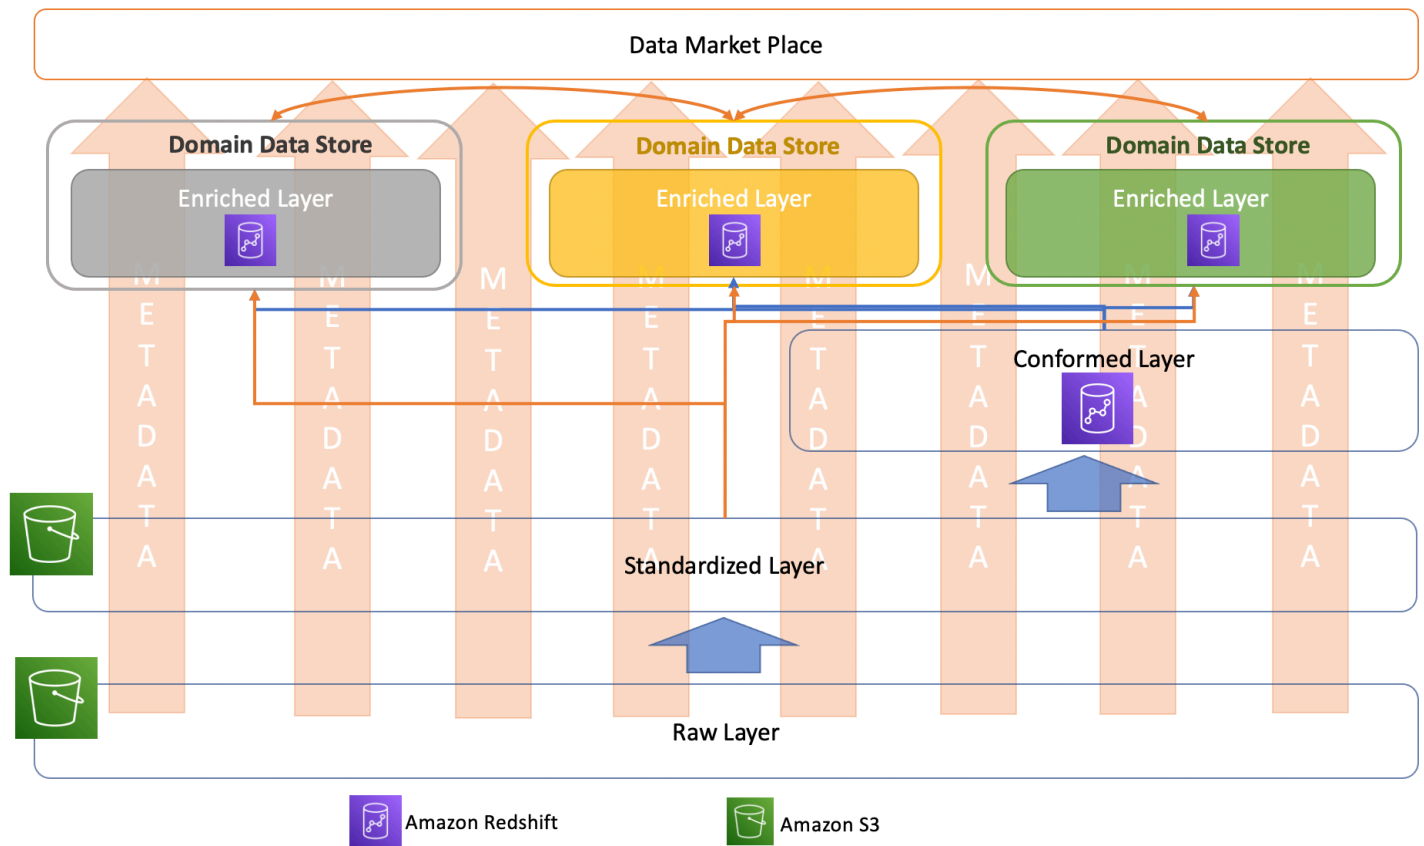 Data Market Place
Domain Data Store
Domain Data Store
Domain Data Store
Enriched Layer
Enriched Layer
Enriched Layer
METADATA
METADATA
METADATA
METADATA
METADATA
METADATA
METADATA
METADATA
Conformed Layer
Standardized Layer
Raw Layer
Amazon Redshift
Amazon S3